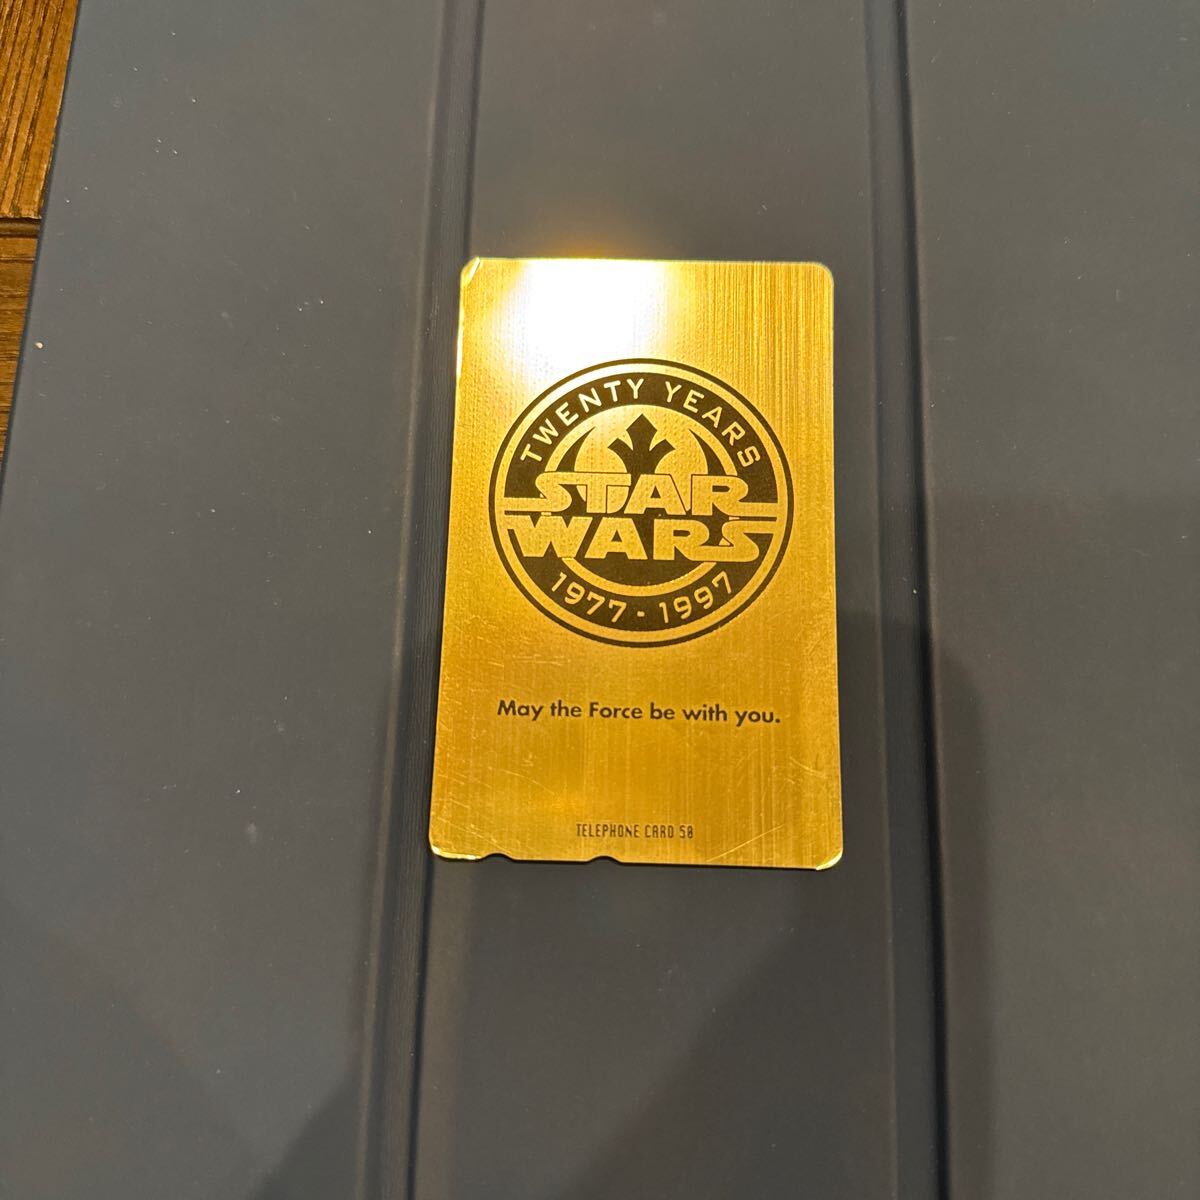 TWENTY YEARS
STAR
WARS
1977 - 1997
May the Force be with you.
TELEPHONE CARD 50